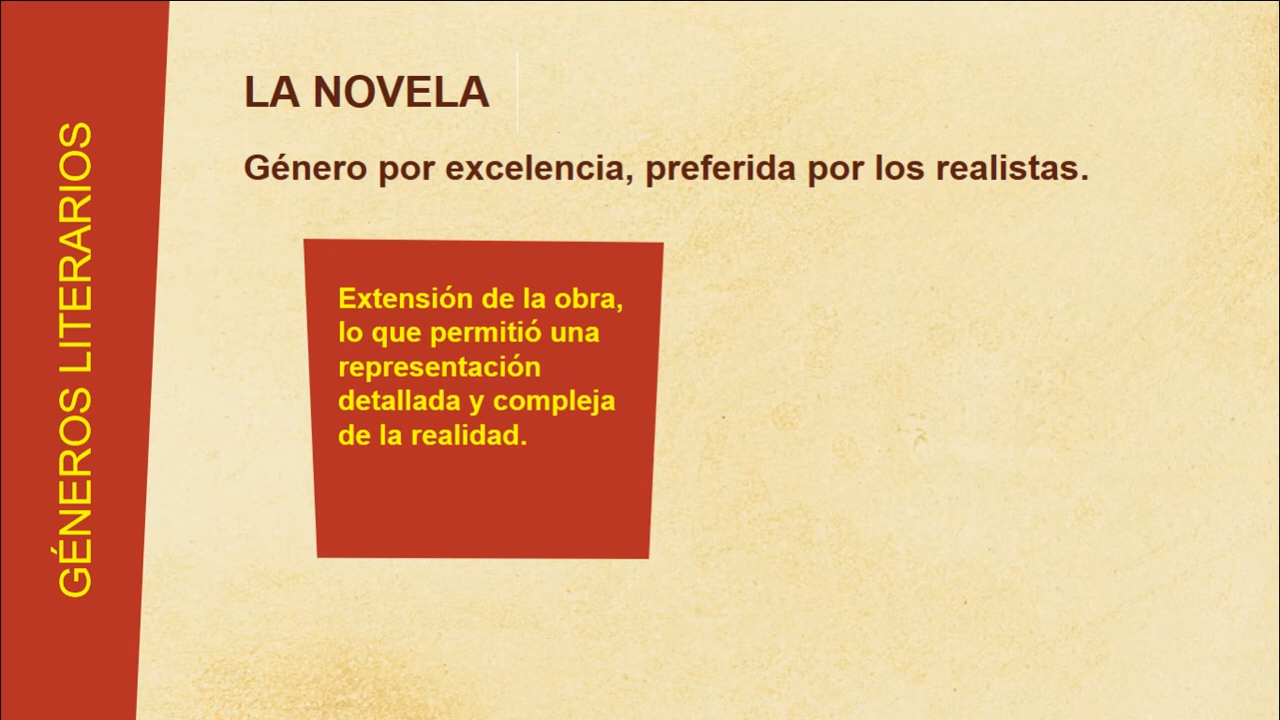 GÉNEROS LITERARIOS
LA NOVELA
Género por excelencia, preferida por los realistas.
Extensión de la obra,
lo que permitió una
representación
detallada y compleja
de la realidad.